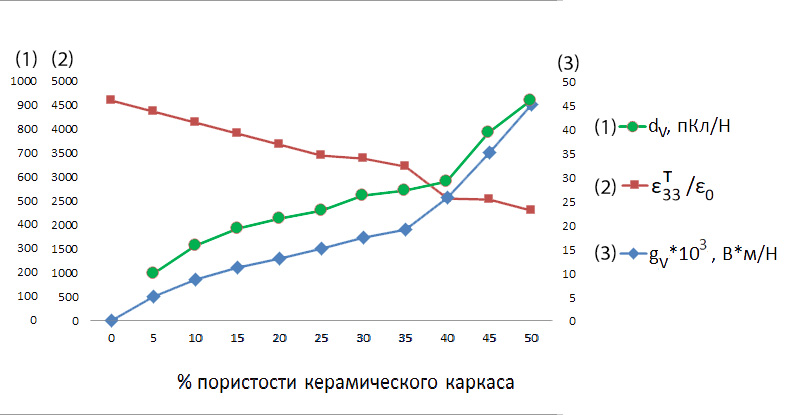 (1) (2) (3)
1000 5000 50
900 4500 45
800 4000 40
700 3500 35
600 3000 30
500 2500 25
400 2000 20
300 1500 15
200 1000 10
100 500 5
0 0 0
0 5 10 15 20 25 30 35 40 45 50
% пористости керамического каркаса
(1) dV, пКл/Н
(2) ε33T/ε0
(3) gV*10³, В*м/Н